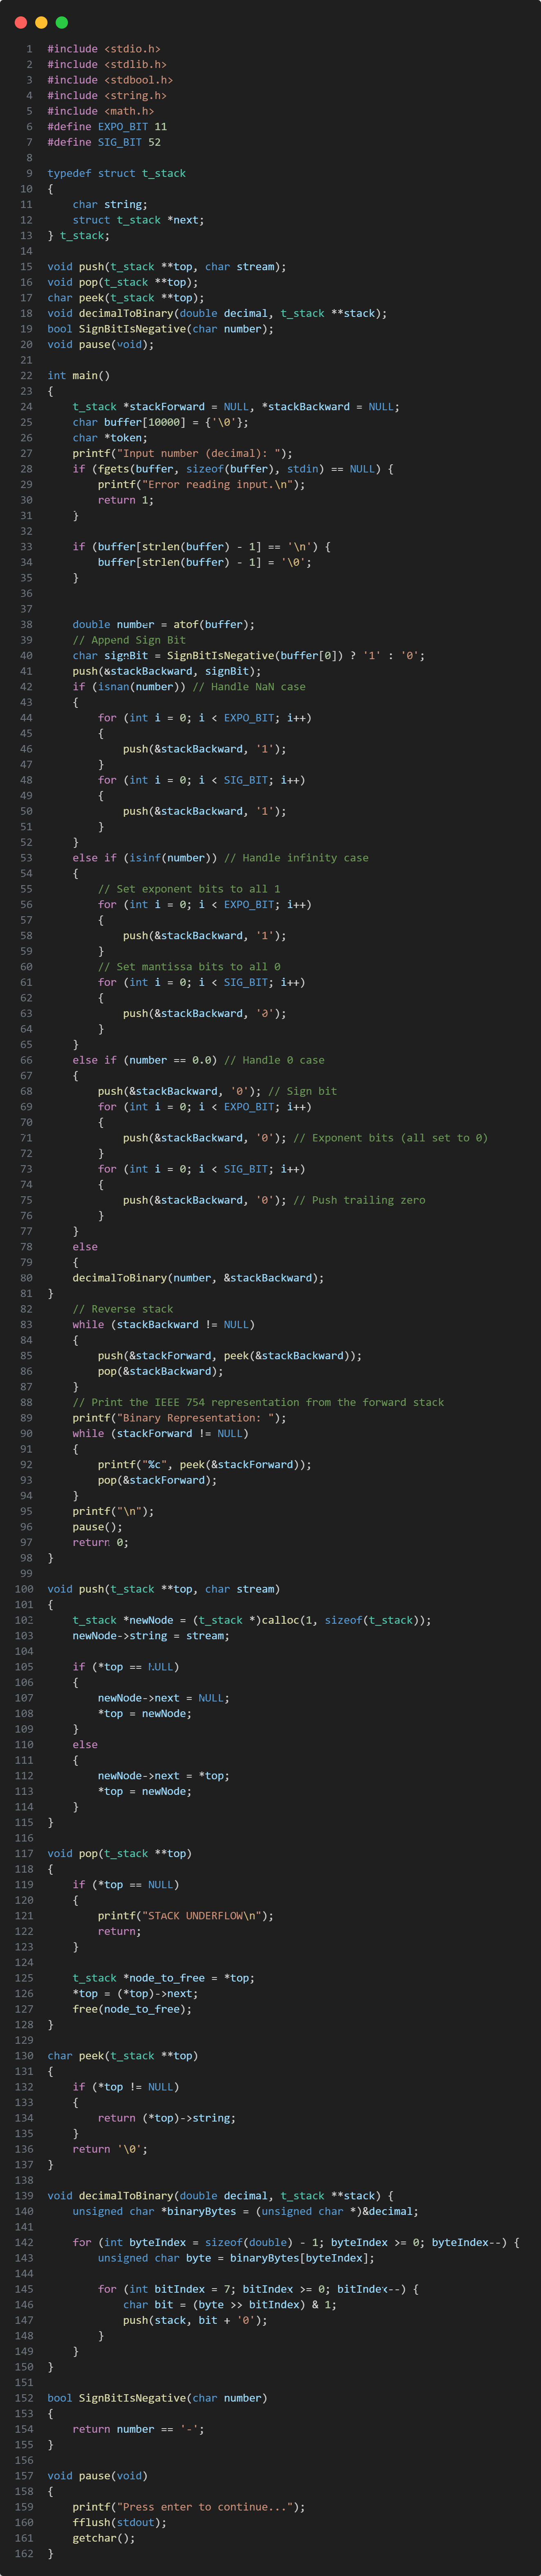 1 #include <stdio.h>
2 #include <stdlib.h>
3 #include <stdbool.h>
4 #include <string.h>
5 #include <math.h>
6 #define EXPO_BIT 11
7 #define SIG_BIT 52
8
9 typedef struct t_stack
10 {
11     char string;
12     struct t_stack *next;
13 } t_stack;
14
15 void push(t_stack **top, char stream);
16 void pop(t_stack **top);
17 char peek(t_stack **top);
18 void decimalToBinary(double decimal, t_stack **stack);
19 bool SignBitIsNegative(char number);
20 void pause(void);
21
22 int main()
23 {
24     t_stack *stackForward = NULL, *stackBackward = NULL;
25     char buffer[10000] = {'\0'};
26     char *token;
27     printf("Input number (decimal): ");
28     if (fgets(buffer, sizeof(buffer), stdin) == NULL) {
29         printf("Error reading input.\n");
30         return 1;
31     }
32
33     if (buffer[strlen(buffer) - 1] == '\n') {
34         buffer[strlen(buffer) - 1] = '\0';
35     }
36
37
38     double number = atof(buffer);
39     // Append Sign Bit
40     char signBit = SignBitIsNegative(buffer[0]) ? '1' : '0';
41     push(&stackBackward, signBit);
42     if (isnan(number)) // Handle NaN case
43     {
44         for (int i = 0; i < EXPO_BIT; i++)
45         {
46             push(&stackBackward, '1');
47         }
48         for (int i = 0; i < SIG_BIT; i++)
49         {
50             push(&stackBackward, '1');
51         }
52     }
53     else if (isinf(number)) // Handle infinity case
54     {
55         // Set exponent bits to all 1
56         for (int i = 0; i < EXPO_BIT; i++)
57         {
58             push(&stackBackward, '1');
59         }
60         // Set mantissa bits to all 0
61         for (int i = 0; i < SIG_BIT; i++)
62         {
63             push(&stackBackward, '0');
64         }
65     }
66     else if (number == 0.0) // Handle 0 case
67     {
68         push(&stackBackward, '0'); // Sign bit
69         for (int i = 0; i < EXPO_BIT; i++)
70         {
71             push(&stackBackward, '0'); // Exponent bits (all set to 0)
72         }
73         for (int i = 0; i < SIG_BIT; i++)
74         {
75             push(&stackBackward, '0'); // Push trailing zero
76         }
77     }
78     else
79     {
80     decimalToBinary(number, &stackBackward);
81 }
82     // Reverse stack
83     while (stackBackward != NULL)
84     {
85         push(&stackForward, peek(&stackBackward));
86         pop(&stackBackward);
87     }
88     // Print the IEEE 754 representation from the forward stack
89     printf("Binary Representation: ");
90     while (stackForward != NULL)
91     {
92         printf("%c", peek(&stackForward));
93         pop(&stackForward);
94     }
95     printf("\n");
96     pause();
97     return 0;
98 }
99
100 void push(t_stack **top, char stream)
101 {
102     t_stack *newNode = (t_stack *)calloc(1, sizeof(t_stack));
103     newNode->string = stream;
104
105     if (*top == NULL)
106     {
107         newNode->next = NULL;
108         *top = newNode;
109     }
110     else
111     {
112         newNode->next = *top;
113         *top = newNode;
114     }
115 }
116
117 void pop(t_stack **top)
118 {
119     if (*top == NULL)
120     {
121         printf("STACK UNDERFLOW\n");
122         return;
123     }
124
125     t_stack *node_to_free = *top;
126     *top = (*top)->next;
127     free(node_to_free);
128 }
129
130 char peek(t_stack **top)
131 {
132     if (*top != NULL)
133     {
134         return (*top)->string;
135     }
136     return '\0';
137 }
138
139 void decimalToBinary(double decimal, t_stack **stack) {
140     unsigned char *binaryBytes = (unsigned char *)&decimal;
141
142     for (int byteIndex = sizeof(double) - 1; byteIndex >= 0; byteIndex--) {
143         unsigned char byte = binaryBytes[byteIndex];
144
145         for (int bitIndex = 7; bitIndex >= 0; bitIndex--) {
146             char bit = (byte >> bitIndex) & 1;
147             push(stack, bit + '0');
148         }
149     }
150 }
151
152 bool SignBitIsNegative(char number)
153 {
154     return number == '-';
155 }
156
157 void pause(void)
158 {
159     printf("Press enter to continue...");
160     fflush(stdout);
161     getchar();
162 }